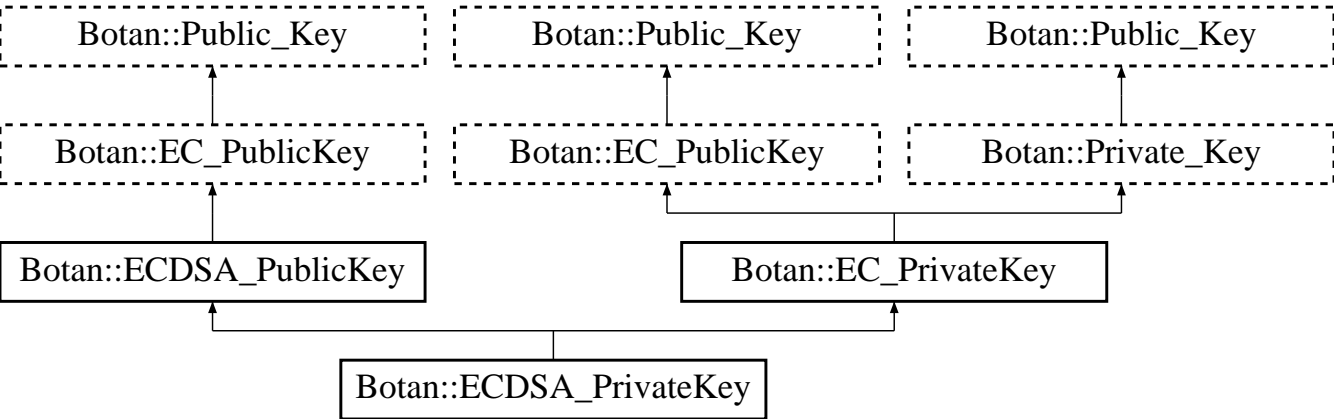 Botan::Public_Key
Botan::Public_Key
Botan::Public_Key
Botan::EC_PublicKey
Botan::EC_PublicKey
Botan::Private_Key
Botan::ECDSA_PublicKey
Botan::EC_PrivateKey
Botan::ECDSA_PrivateKey